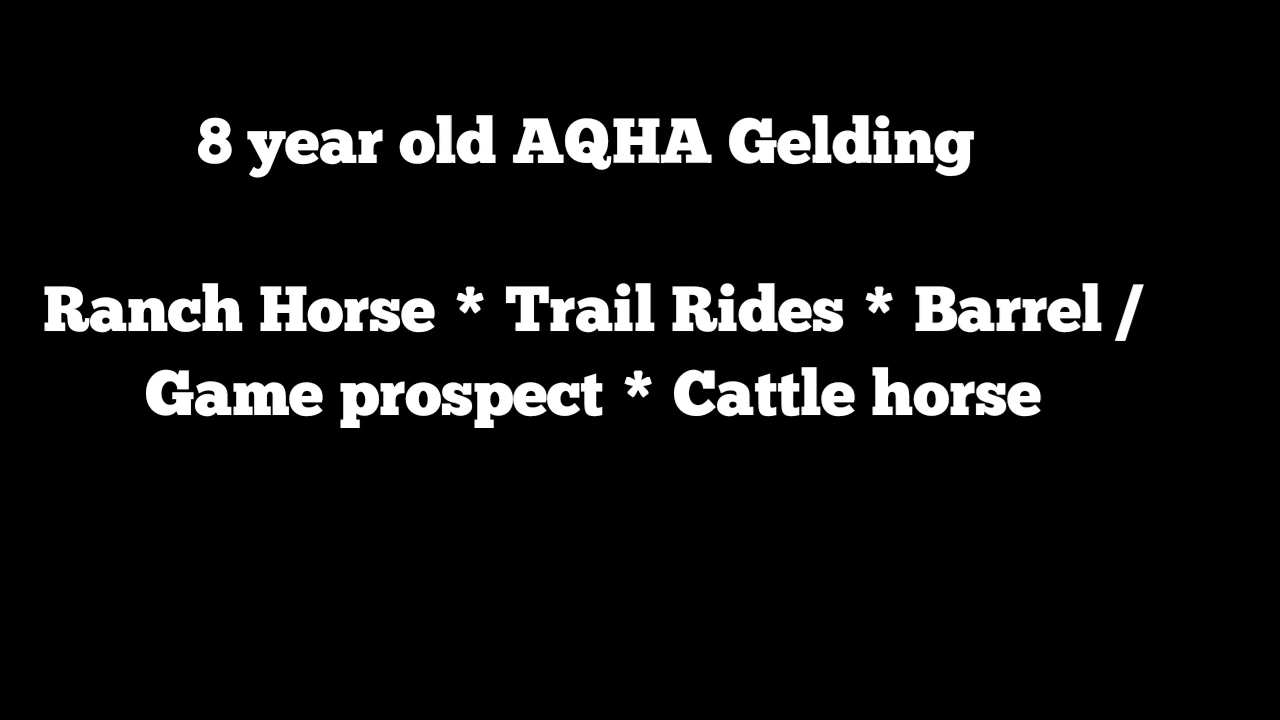 8 year old AQHA Gelding
Ranch Horse * Trail Rides * Barrel /
Game prospect * Cattle horse